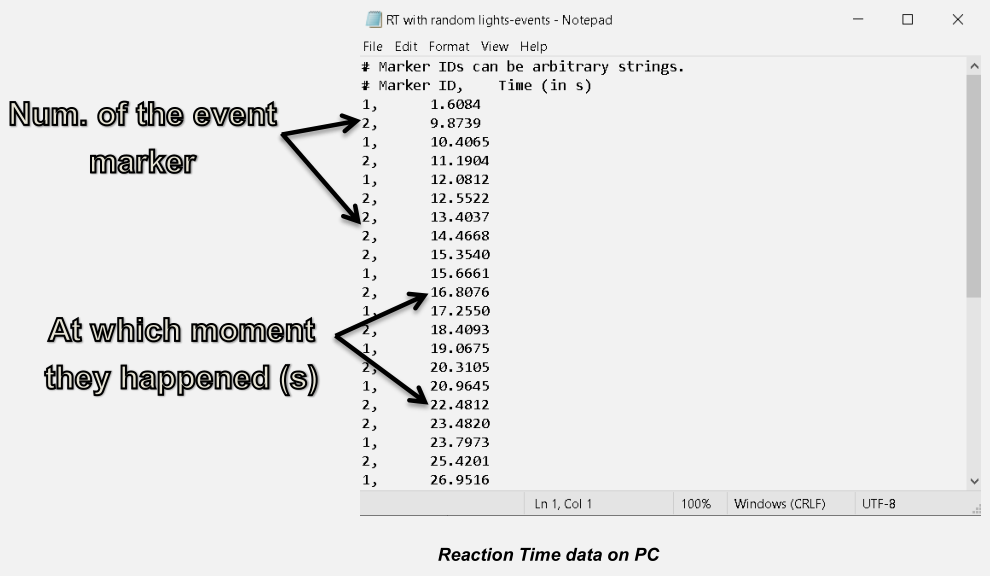 RT with random lights-events - Notepad
File Edit Format View Help
# Marker IDs can be arbitrary strings.
# Marker ID, Time (in s)
1, 1.6084
2, 9.8739
1, 10.4065
2, 11.1904
1, 12.0812
2, 12.5522
2, 13.4037
2, 14.4668
2, 15.3540
1, 15.6661
2, 16.8076
1, 17.2550
2, 18.4093
1, 19.0675
2, 20.3105
1, 20.9645
2, 22.4812
2, 23.4820
1, 23.7973
2, 25.4201
1, 26.9516
Ln 1, Col 1 100% Windows (CRLF) UTF-8
Num. of the event
marker
At which moment
they happened (s)
Reaction Time data on PC